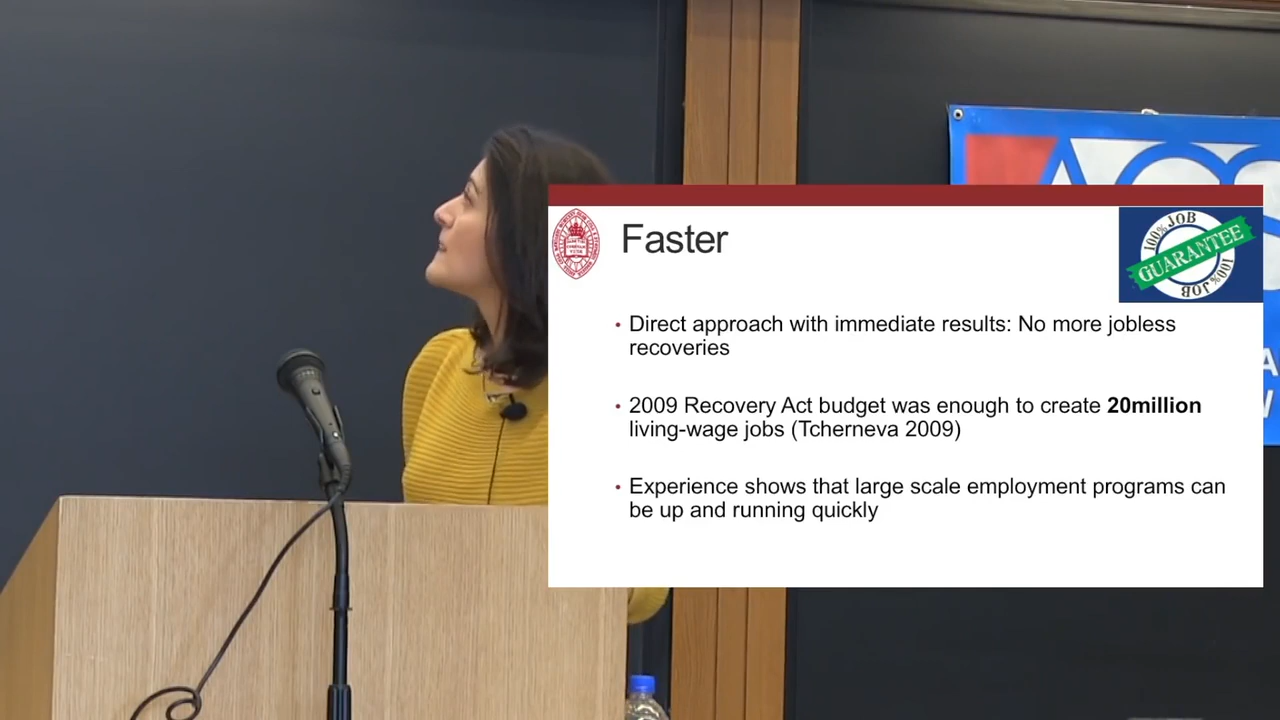 Faster
100% JOB
GUARANTEE
100% JOB
• Direct approach with immediate results: No more jobless
recoveries
• 2009 Recovery Act budget was enough to create 20million
living-wage jobs (Tcherneva 2009)
• Experience shows that large scale employment programs can
be up and running quickly